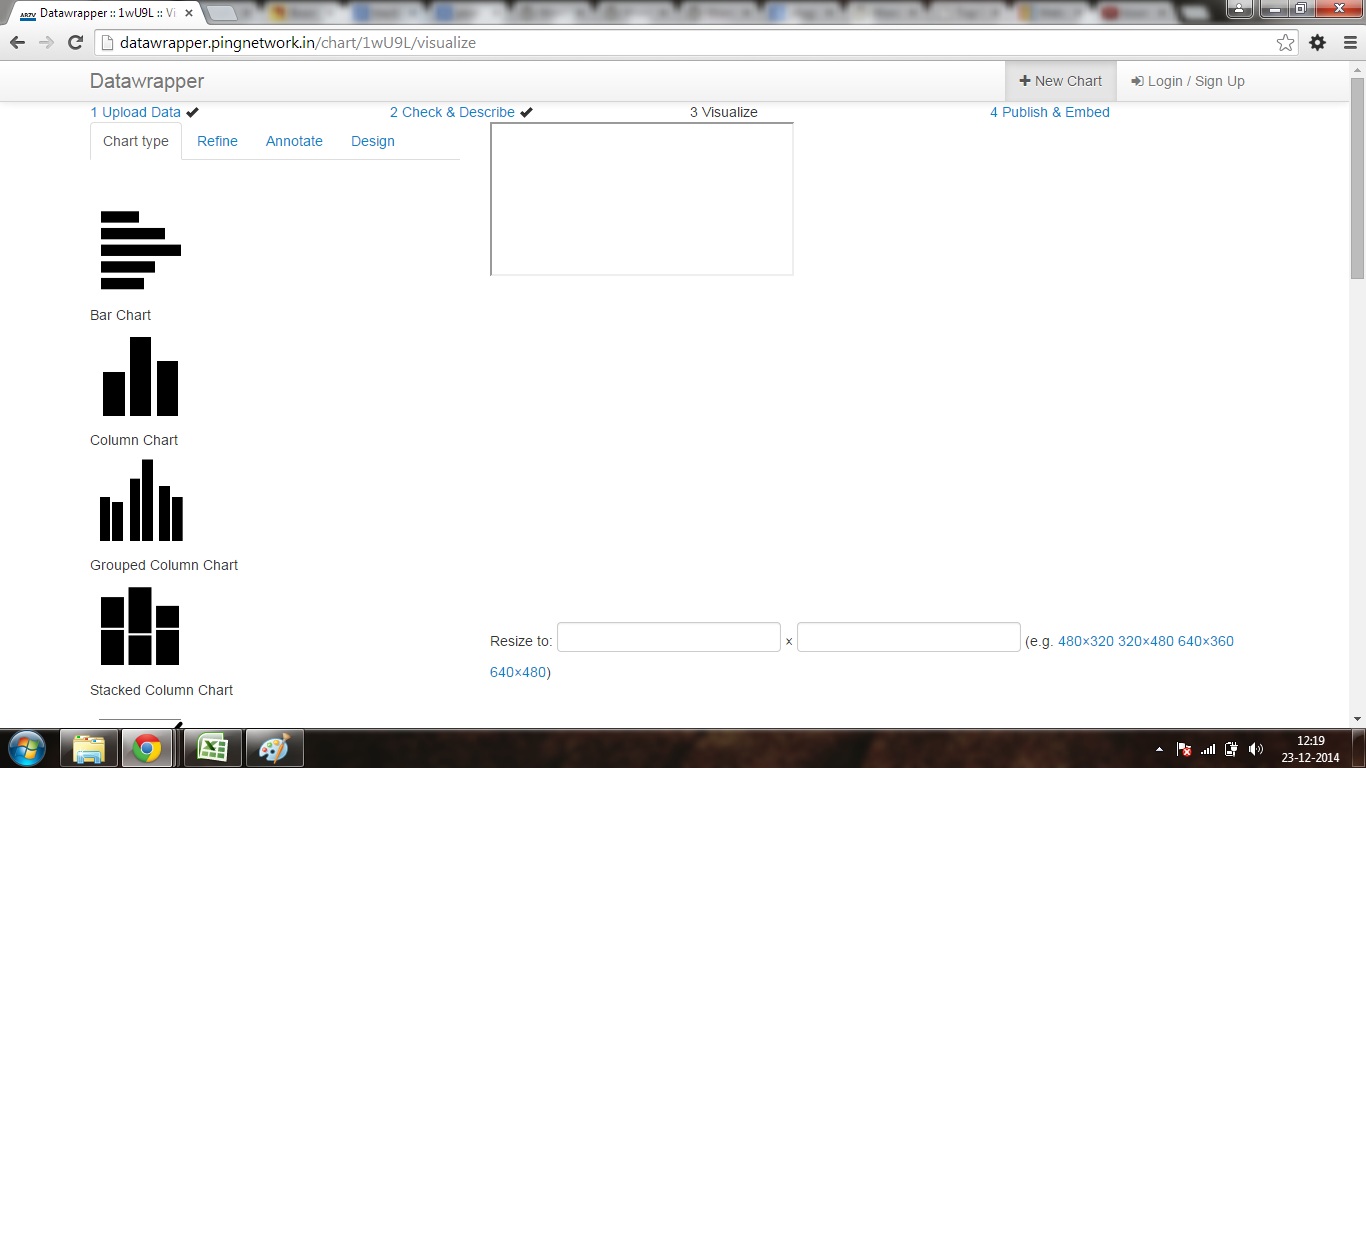 Datawrapper :: 1wU9L :: Vi
datawrapper.pingnetwork.in/chart/1wU9L/visualize
Datawrapper
New Chart
Login / Sign Up
1 Upload Data
2 Check & Describe
3 Visualize
4 Publish & Embed
Chart type
Refine
Annotate
Design
Bar Chart
Column Chart
Grouped Column Chart
Stacked Column Chart
Resize to: × (e.g. 480×320 320×480 640×360
640×480)
12:19
23-12-2014